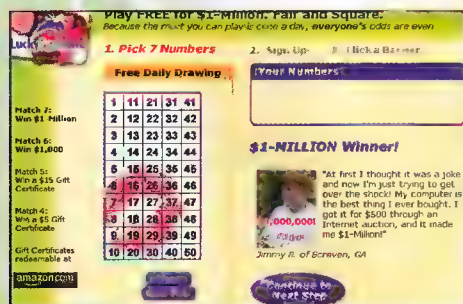 Play FREE for $1-Million. Fair and Square.
Because the most you can play is once a day, everyone's odds are even
1. Pick 7 Numbers
2. Sign Up
3. Click a Banner
Free Daily Drawing
Your Numbers
1 11 21 31 41
2 12 22 32 42
3 13 23 33 43
4 14 24 34 44
5 15 25 35 45
6 16 26 36 46
7 17 27 37 47
8 18 28 38 48
9 19 29 39 49
10 20 30 40 50
Match 7:
Win $1-Million
Match 6:
Win $1,000
Match 5:
Win a $15 Gift
Certificate
Match 4:
Win a $5 Gift
Certificate
Gift Certificates
redeemable at
amazon.com
$1-MILLION Winner!
"At first I thought it was a joke
and now I'm just trying to get
over the shock! My computer is
the best thing I ever bought. I
got it for $500 through an
Internet auction, and it made
me $1-Million!"
Jimmy R. of Screven, GA
Continue to
Next Step